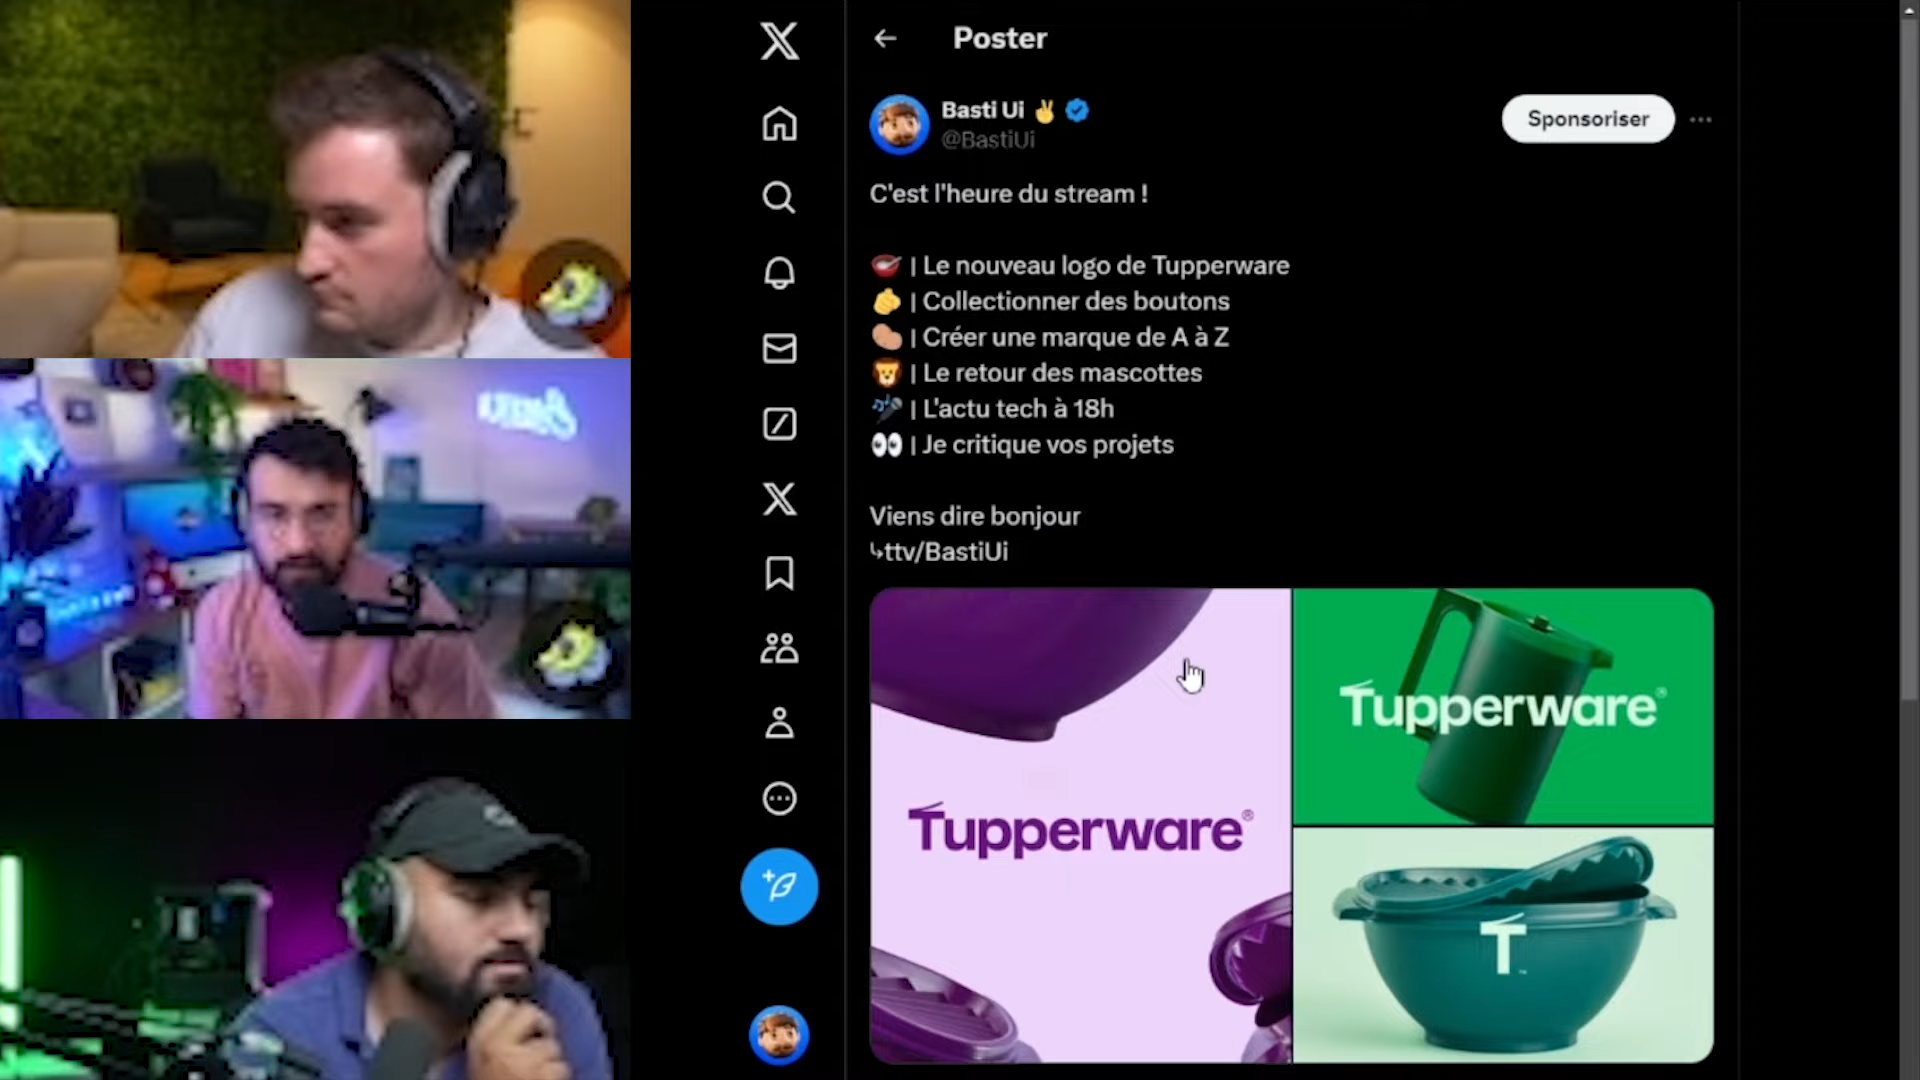 Poster
Basti Ui ✌️
@BastiUi
Sponsoriser
C'est l'heure du stream !
| Le nouveau logo de Tupperware
| Collectionner des boutons
| Créer une marque de A à Z
| Le retour des mascottes
| L'actu tech à 18h
| Je critique vos projets
Viens dire bonjour
↳ttv/BastiUi
Tupperware®
Tupperware®
T™